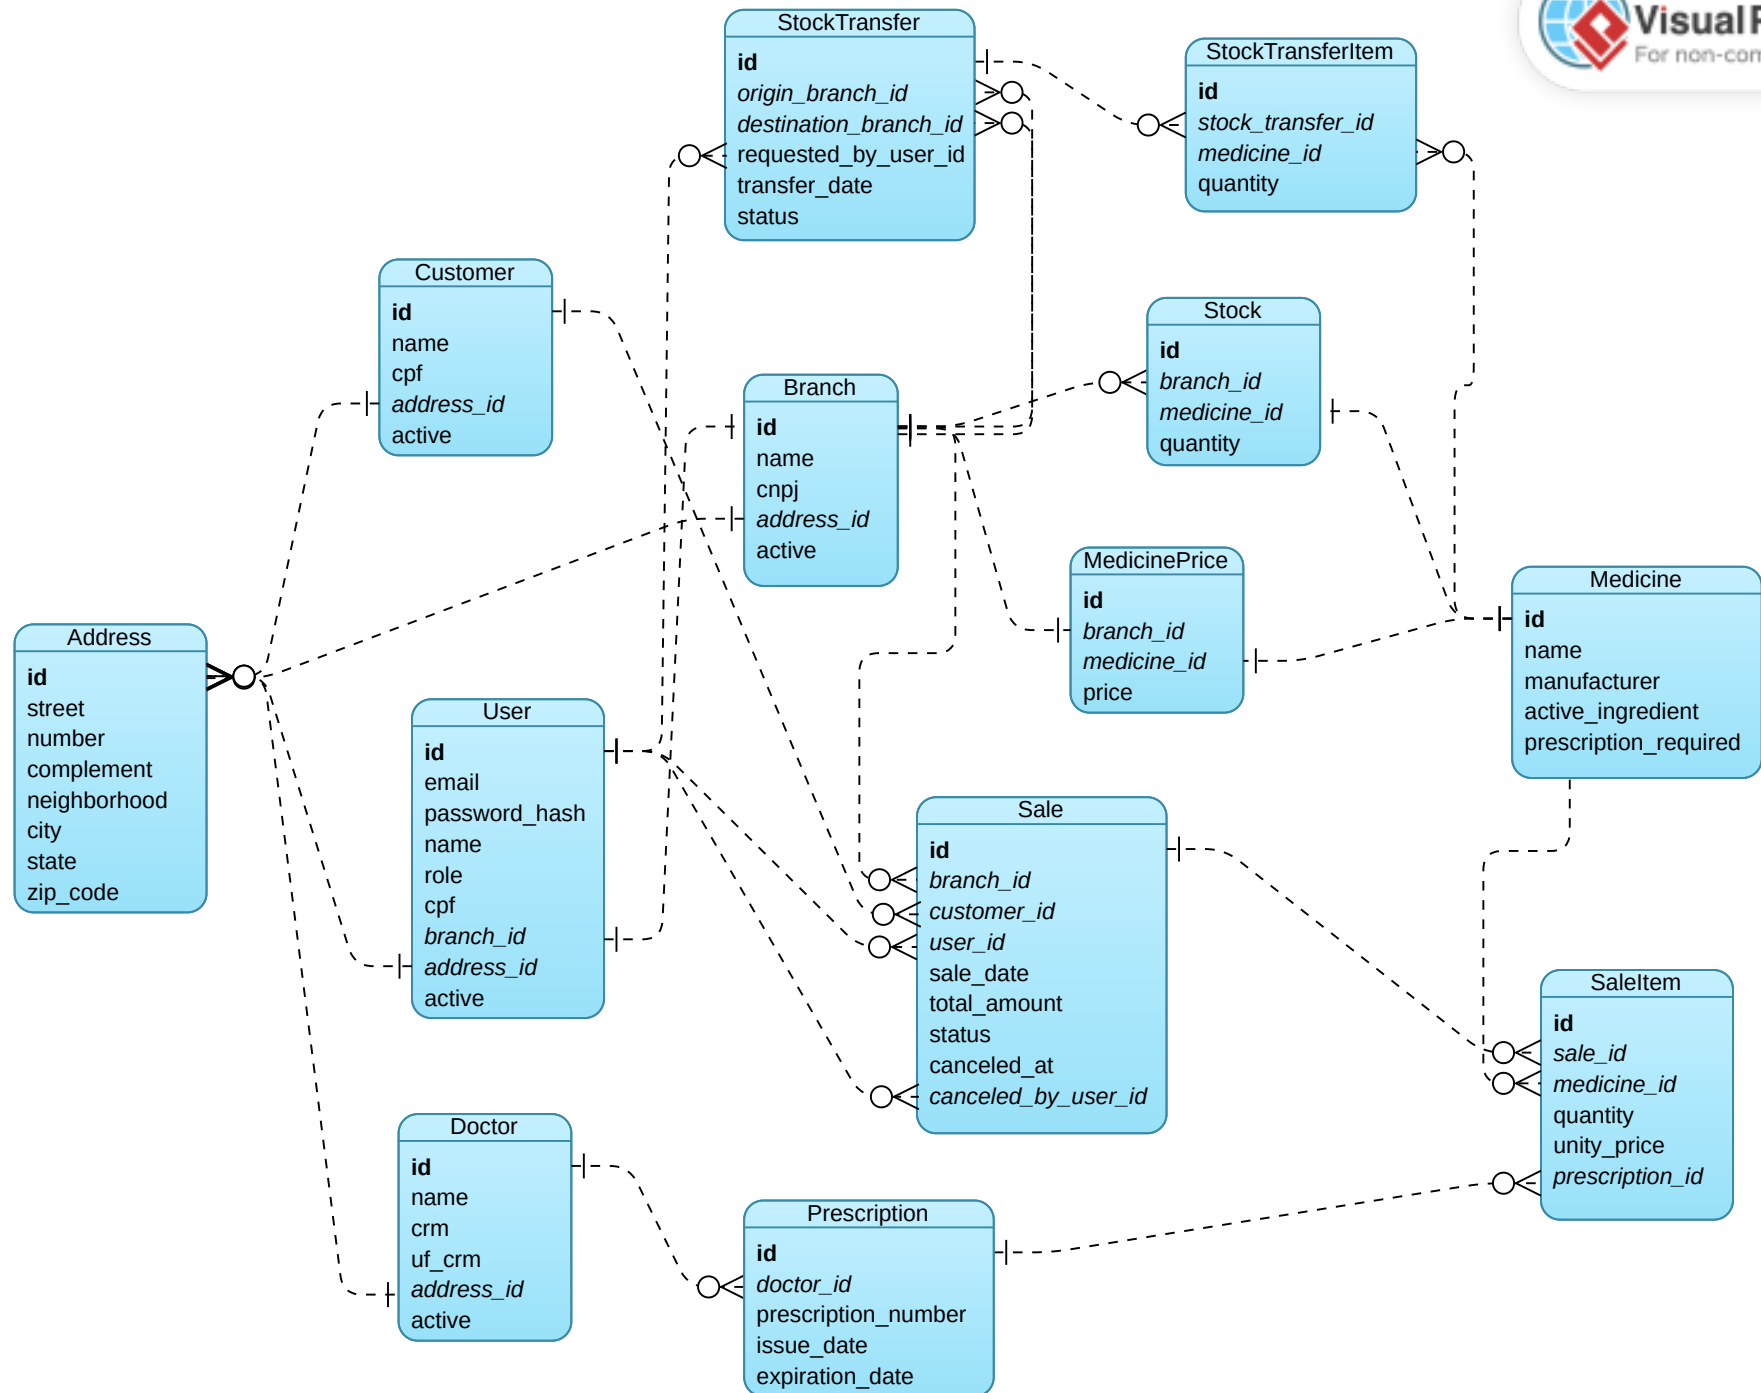 StockTransfer
id
origin_branch_id
destination_branch_id
requested_by_user_id
transfer_date
status
StockTransferItem
id
stock_transfer_id
medicine_id
quantity
Customer
id
name
cpf
address_id
active
Branch
id
name
cnpj
address_id
active
Stock
id
branch_id
medicine_id
quantity
MedicinePrice
id
branch_id
medicine_id
price
Medicine
id
name
manufacturer
active_ingredient
prescription_required
Address
id
street
number
complement
neighborhood
city
state
zip_code
User
id
email
password_hash
name
role
cpf
branch_id
address_id
active
Sale
id
branch_id
customer_id
user_id
sale_date
total_amount
status
canceled_at
canceled_by_user_id
SaleItem
id
sale_id
medicine_id
quantity
unity_price
prescription_id
Doctor
id
name
crm
uf_crm
address_id
active
Prescription
id
doctor_id
prescription_number
issue_date
expiration_date
Visual
For